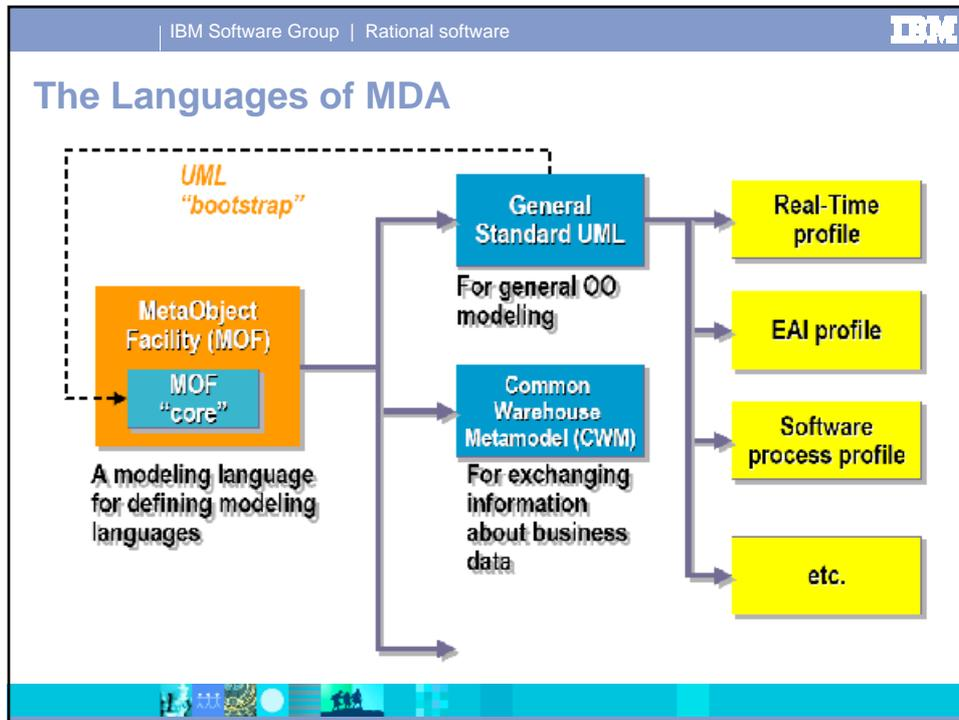 IBM Software Group | Rational software
IBM
The Languages of MDA
UML
“bootstrap”
MetaObject
Facility (MOF)
MOF
“core”
A modeling language
for defining modeling
languages
General
Standard UML
For general OO
modeling
Common
Warehouse
Metamodel (CWM)
For exchanging
information
about business
data
Real-Time
profile
EAI profile
Software
process profile
etc.